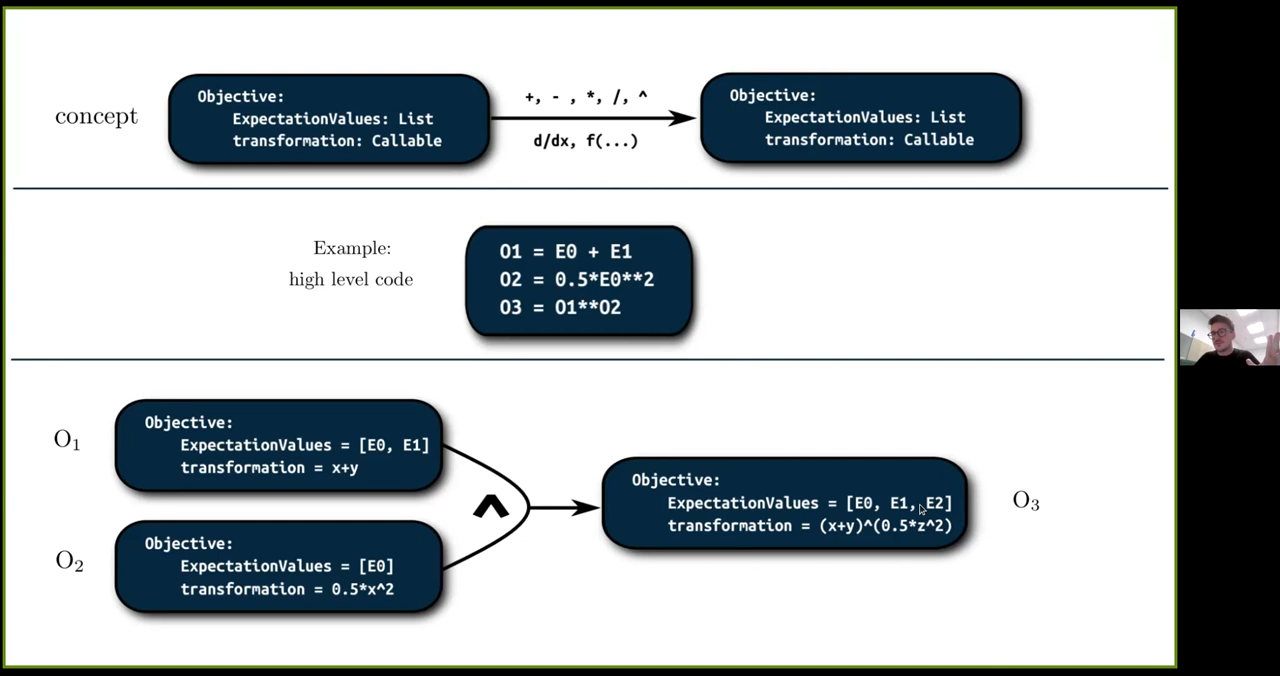 concept
Objective:
ExpectationValues: List
transformation: Callable
+, - , *, /, ^
d/dx, f(...)
Objective:
ExpectationValues: List
transformation: Callable
Example:
high level code
O1 = E0 + E1
O2 = 0.5*E0**2
O3 = O1**O2
O1
Objective:
ExpectationValues = [E0, E1]
transformation = x+y
O2
Objective:
ExpectationValues = [E0]
transformation = 0.5*x^2
^
Objective:
ExpectationValues = [E0, E1, E2]
transformation = (x+y)^(0.5*z^2)
O3